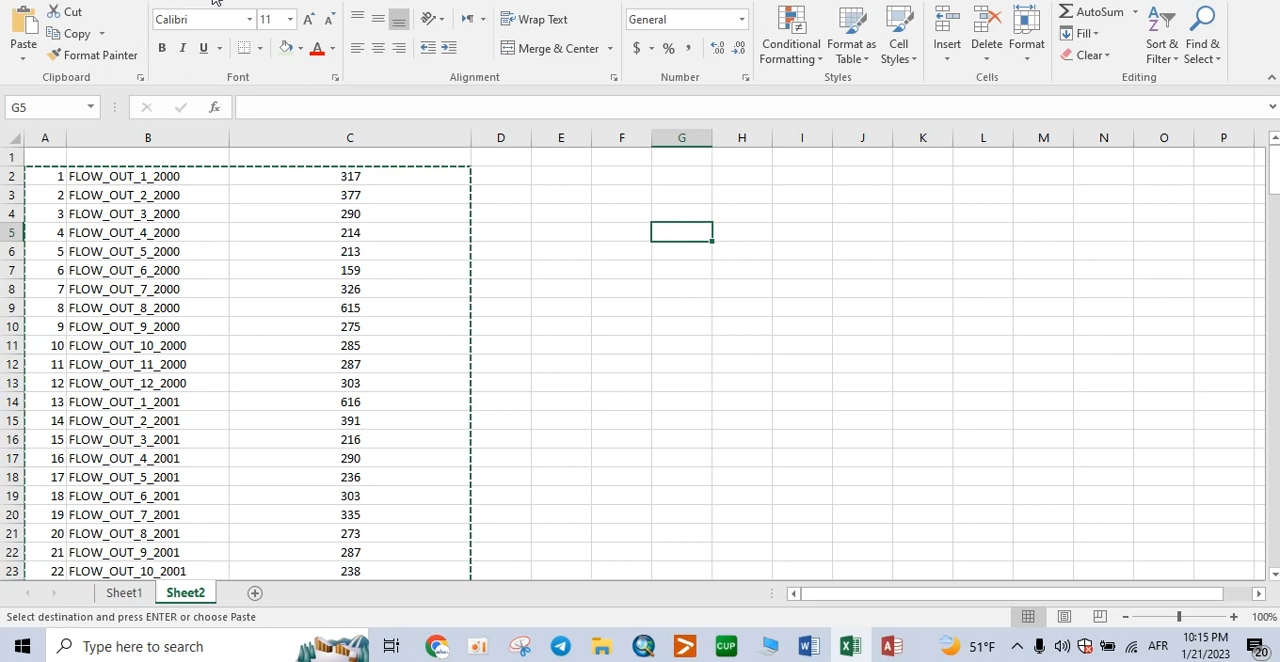 Cut
Calibri 11
Wrap Text
General
AutoSum
Copy
Fill
Paste
Format Painter
B I U
Merge & Center
$ % ,
Conditional Formatting
Format as Table
Cell Styles
Insert
Delete
Format
Clear
Sort & Filter
Find & Select
Clipboard
Font
Alignment
Number
Styles
Cells
Editing
G5
fx
A B C D E F G H I J K L M N O P
1
2 1 FLOW_OUT_1_2000 317
3 2 FLOW_OUT_2_2000 377
4 3 FLOW_OUT_3_2000 290
5 4 FLOW_OUT_4_2000 214
6 5 FLOW_OUT_5_2000 213
7 6 FLOW_OUT_6_2000 159
8 7 FLOW_OUT_7_2000 326
9 8 FLOW_OUT_8_2000 615
10 9 FLOW_OUT_9_2000 275
11 10 FLOW_OUT_10_2000 285
12 11 FLOW_OUT_11_2000 287
13 12 FLOW_OUT_12_2000 303
14 13 FLOW_OUT_1_2001 616
15 14 FLOW_OUT_2_2001 391
16 15 FLOW_OUT_3_2001 216
17 16 FLOW_OUT_4_2001 290
18 17 FLOW_OUT_5_2001 236
19 18 FLOW_OUT_6_2001 303
20 19 FLOW_OUT_7_2001 335
21 20 FLOW_OUT_8_2001 273
22 21 FLOW_OUT_9_2001 287
23 22 FLOW_OUT_10_2001 238
Sheet1 Sheet2
Select destination and press ENTER or choose Paste
100%
Type here to search
CUP
51°F
AFR
10:15 PM
1/21/2023
20